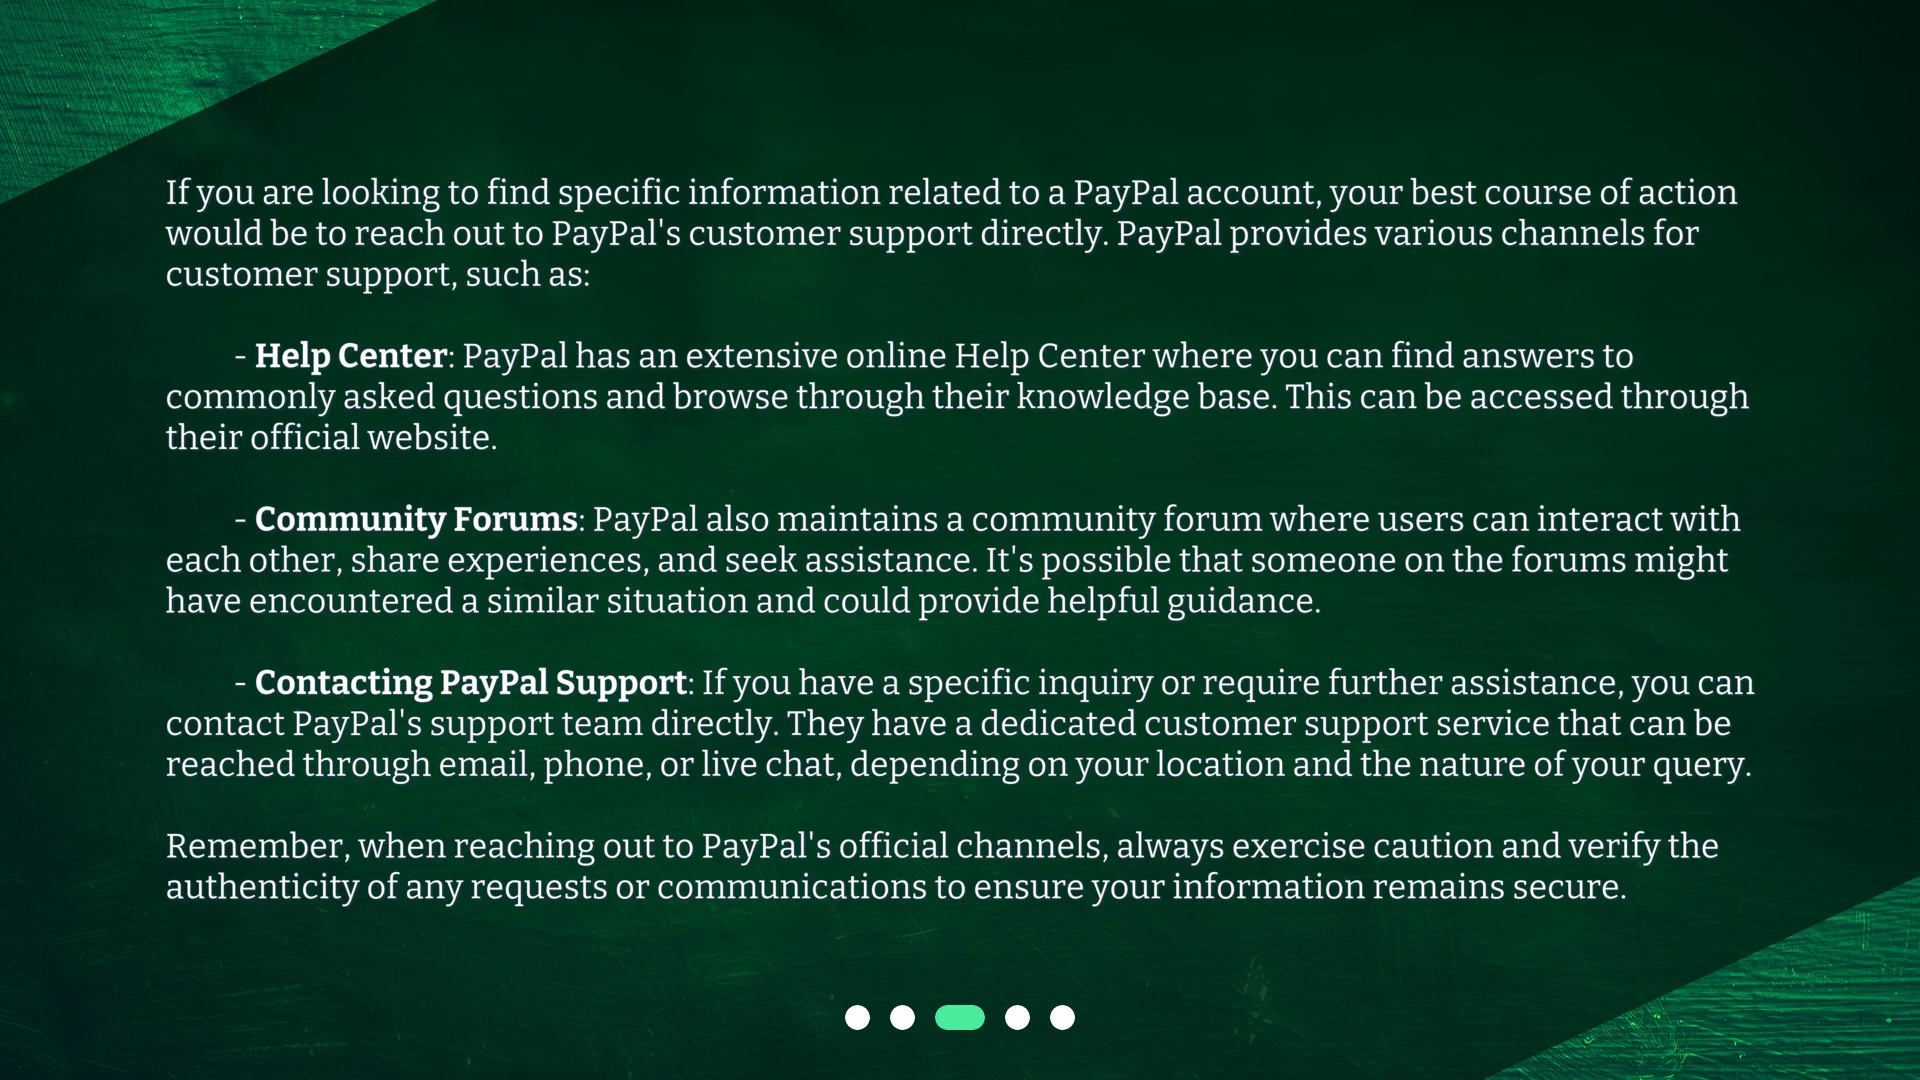 If you are looking to find specific information related to a PayPal account, your best course of action
would be to reach out to PayPal's customer support directly. PayPal provides various channels for
customer support, such as:
- Help Center: PayPal has an extensive online Help Center where you can find answers to
commonly asked questions and browse through their knowledge base. This can be accessed through
their official website.
- Community Forums: PayPal also maintains a community forum where users can interact with
each other, share experiences, and seek assistance. It's possible that someone on the forums might
have encountered a similar situation and could provide helpful guidance.
- Contacting PayPal Support: If you have a specific inquiry or require further assistance, you can
contact PayPal's support team directly. They have a dedicated customer support service that can be
reached through email, phone, or live chat, depending on your location and the nature of your query.
Remember, when reaching out to PayPal's official channels, always exercise caution and verify the
authenticity of any requests or communications to ensure your information remains secure.